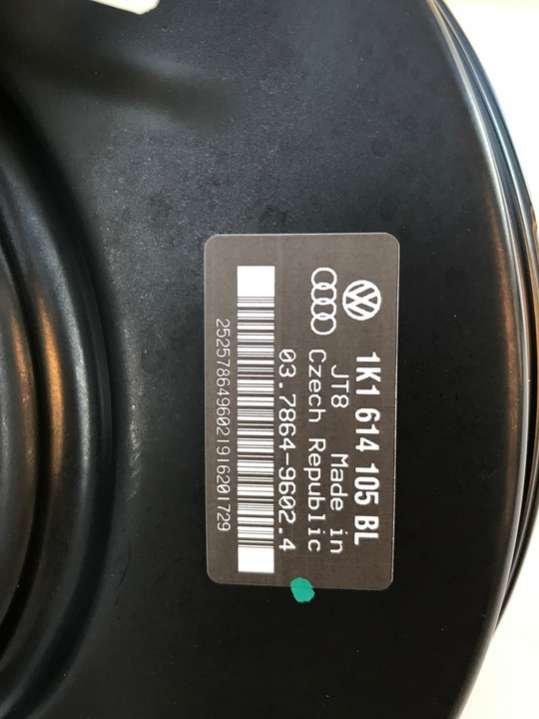 1K1 614 105 BL
JT8 Made in
Czech Republic
03.7864-9602.4
2525786496021916201729